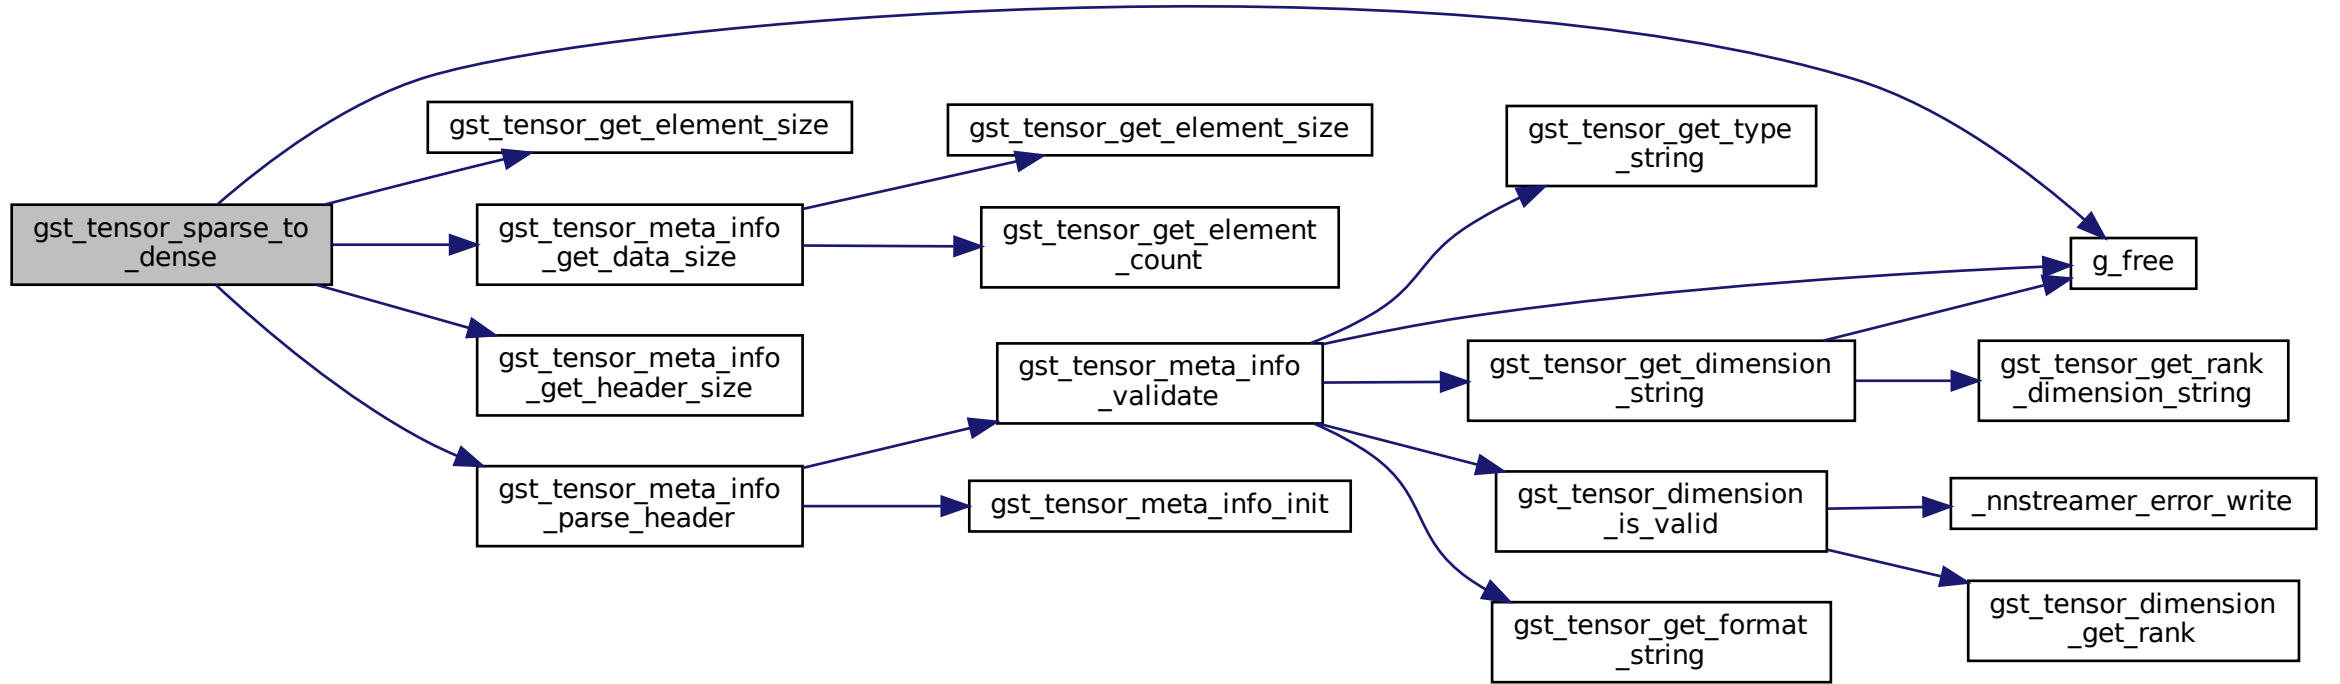 gst_tensor_sparse_to
_dense
gst_tensor_get_element_size
gst_tensor_meta_info
_get_data_size
gst_tensor_meta_info
_get_header_size
gst_tensor_meta_info
_parse_header
gst_tensor_get_element_size
gst_tensor_get_element
_count
gst_tensor_meta_info
_validate
gst_tensor_meta_info_init
gst_tensor_get_type
_string
gst_tensor_get_dimension
_string
gst_tensor_dimension
_is_valid
gst_tensor_get_format
_string
g_free
gst_tensor_get_rank
_dimension_string
_nnstreamer_error_write
gst_tensor_dimension
_get_rank